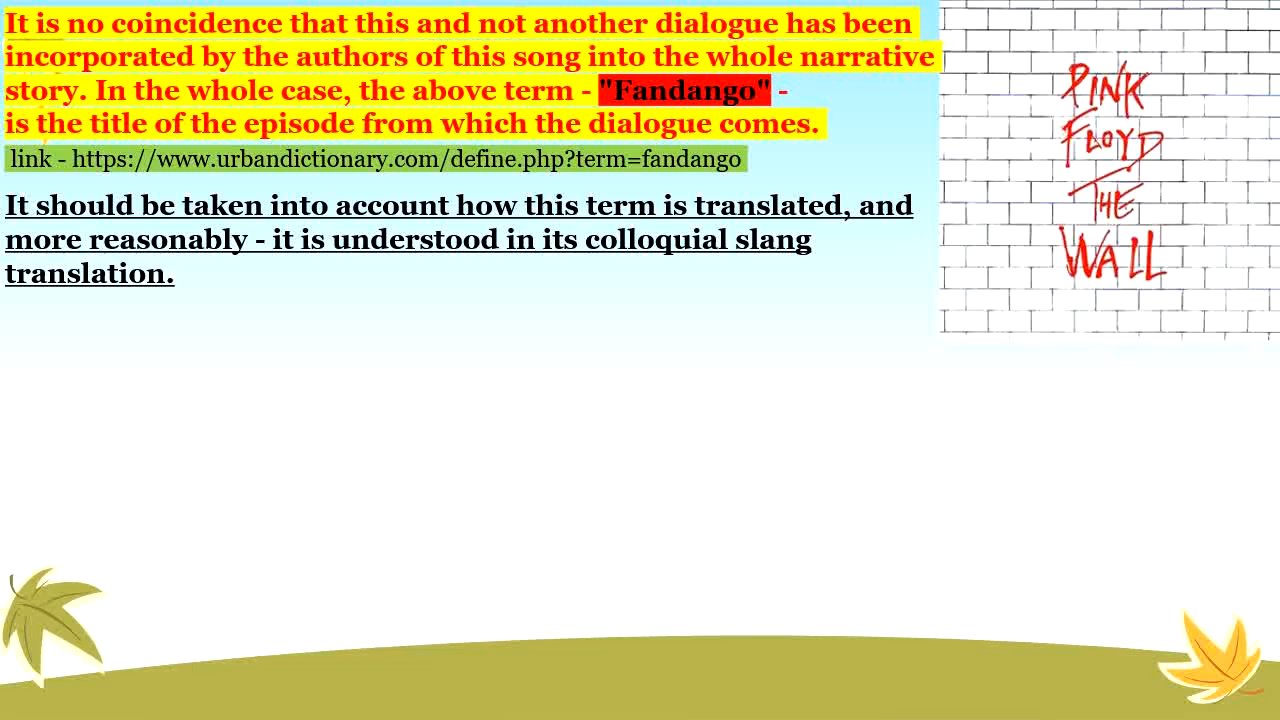 It is no coincidence that this and not another dialogue has been
incorporated by the authors of this song into the whole narrative
story. In the whole case, the above term - "Fandango" -
is the title of the episode from which the dialogue comes.
link - https://www.urbandictionary.com/define.php?term=fandango
It should be taken into account how this term is translated, and
more reasonably - it is understood in its colloquial slang
translation.
PINK
FLOYD
THE
WALL